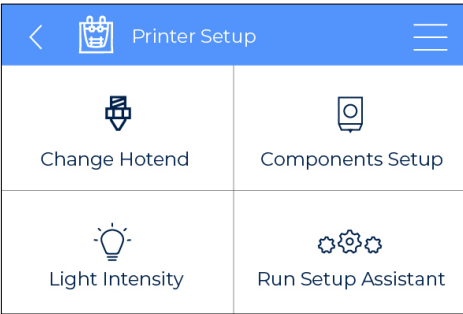 Printer Setup
Change Hotend
Components Setup
Light Intensity
Run Setup Assistant